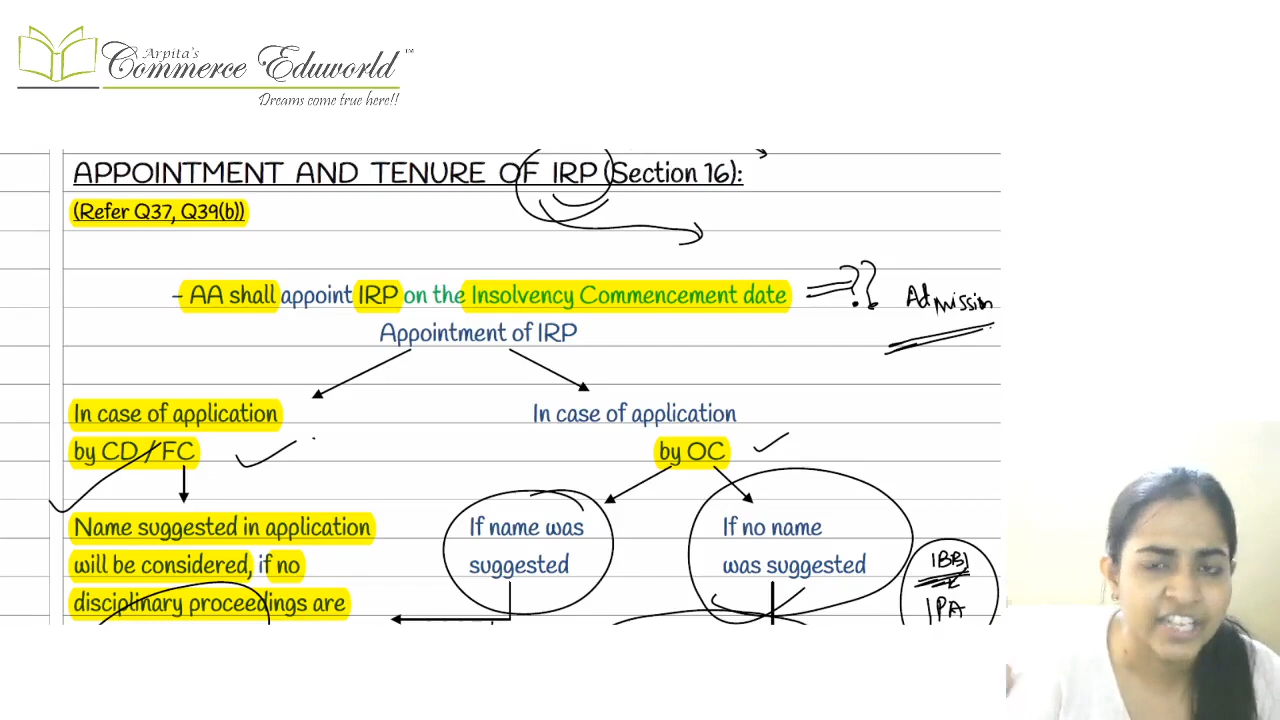 Arpita's
Commerce Eduworld™
Dreams come true here!!
APPOINTMENT AND TENURE OF IRP (Section 16):
(Refer Q37, Q39(b))
- AA shall appoint IRP on the Insolvency Commencement date ⇒ ??
Admission
Appointment of IRP
In case of application
by CD / FC
In case of application
by OC
Name suggested in application
will be considered, if no
disciplinary proceedings are
If name was
suggested
If no name
was suggested
IBBI
IPA